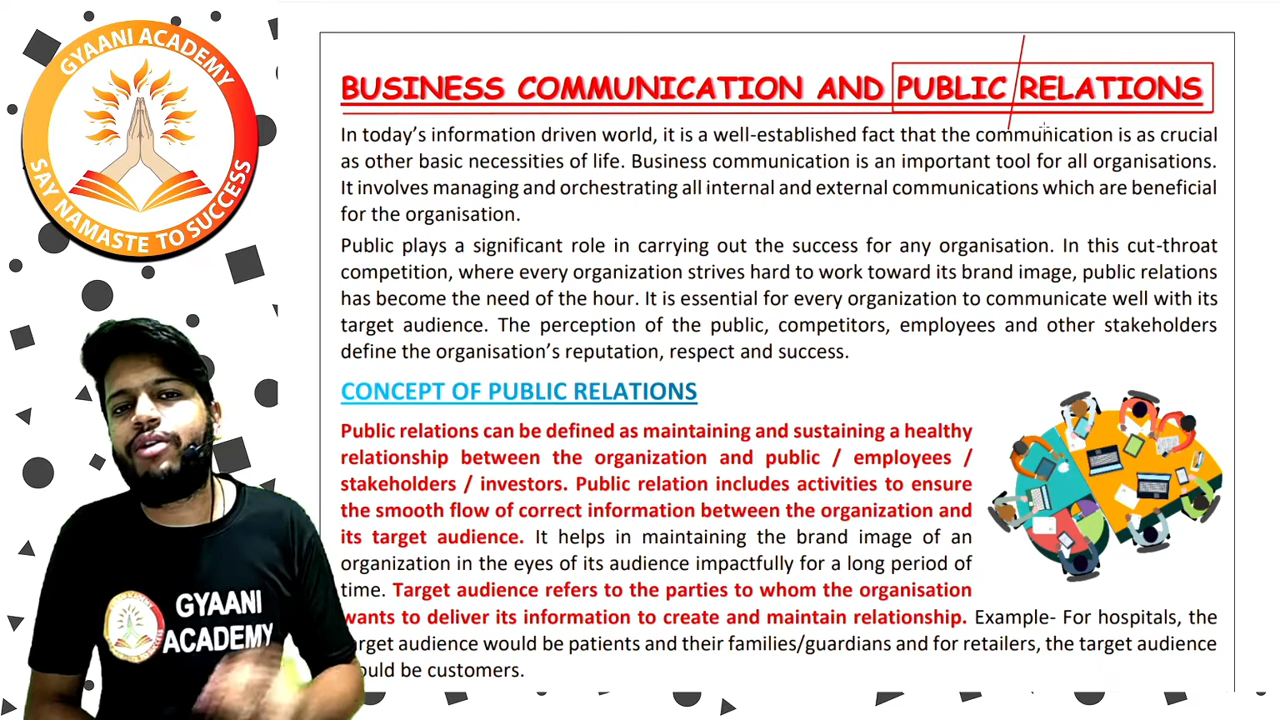 GYAANI ACADEMY
SAY NAMASTE TO SUCCESS
BUSINESS COMMUNICATION AND PUBLIC RELATIONS
In today's information driven world, it is a well-established fact that the communication is as crucial
as other basic necessities of life. Business communication is an important tool for all organisations.
It involves managing and orchestrating all internal and external communications which are beneficial
for the organisation.
Public plays a significant role in carrying out the success for any organisation. In this cut-throat
competition, where every organization strives hard to work toward its brand image, public relations
has become the need of the hour. It is essential for every organization to communicate well with its
target audience. The perception of the public, competitors, employees and other stakeholders
define the organisation's reputation, respect and success.
CONCEPT OF PUBLIC RELATIONS
Public relations can be defined as maintaining and sustaining a healthy
relationship between the organization and public / employees /
stakeholders / investors. Public relation includes activities to ensure
the smooth flow of correct information between the organization and
its target audience. It helps in maintaining the brand image of an
organization in the eyes of its audience impactfully for a long period of
time. Target audience refers to the parties to whom the organisation
wants to deliver its information to create and maintain relationship. Example- For hospitals, the
target audience would be patients and their families/guardians and for retailers, the target audience
would be customers.
GYAANI
ACADEMY